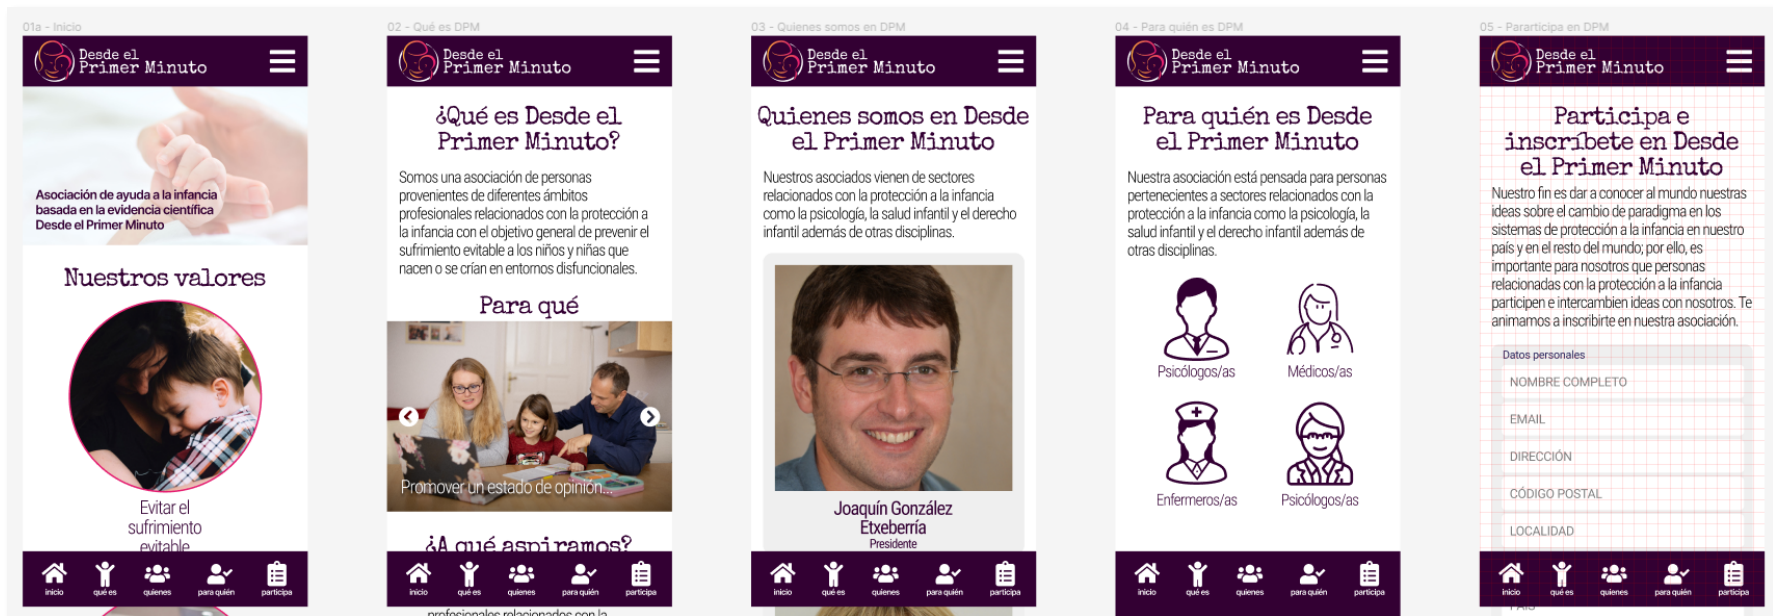 01a - Inicio
Desde el
Primer Minuto
Asociación de ayuda a la infancia
basada en la evidencia científica
Desde el Primer Minuto
Nuestros valores
Evitar el
sufrimiento
evitable
inicio
qué es
quienes
para quién
participa
02 - Qué es DPM
Desde el
Primer Minuto
¿Qué es Desde el
Primer Minuto?
Somos una asociación de personas
provenientes de diferentes ámbitos
profesionales relacionados con la protección a
la infancia con el objetivo general de prevenir el
sufrimiento evitable a los niños y niñas que
nacen o se crían en entornos disfuncionales.
Para qué
Promover un estado de opinión...
¿A qué aspiramos?
inicio
qué es
quienes
para quién
participa
profesionales relacionados con la
03 - Quienes somos en DPM
Desde el
Primer Minuto
Quienes somos en Desde
el Primer Minuto
Nuestros asociados vienen de sectores
relacionados con la protección a la infancia
como la psicología, la salud infantil y el derecho
infantil además de otras disciplinas.
Joaquín González
Etxeberría
Presidente
inicio
qué es
quienes
para quién
participa
04 - Para quién es DPM
Desde el
Primer Minuto
Para quién es Desde
el Primer Minuto
Nuestra asociación está pensada para personas
pertenecientes a sectores relacionados con la
protección a la infancia como la psicología, la
salud infantil y el derecho infantil además de
otras disciplinas.
Psicólogos/as
Médicos/as
Enfermeros/as
Psicólogos/as
inicio
qué es
quienes
para quién
participa
05 - Pararticipa en DPM
Desde el
Primer Minuto
Participa e
inscríbete en Desde
el Primer Minuto
Nuestro fin es dar a conocer al mundo nuestras
ideas sobre el cambio de paradigma en los
sistemas de protección a la infancia en nuestro
país y en el resto del mundo; por ello, es
importante para nosotros que personas
relacionadas con la protección a la infancia
participen e intercambien ideas con nosotros. Te
animamos a inscribirte en nuestra asociación.
Datos personales
NOMBRE COMPLETO
EMAIL
DIRECCIÓN
CÓDIGO POSTAL
LOCALIDAD
inicio
qué es
quienes
para quién
participa
PAÍS